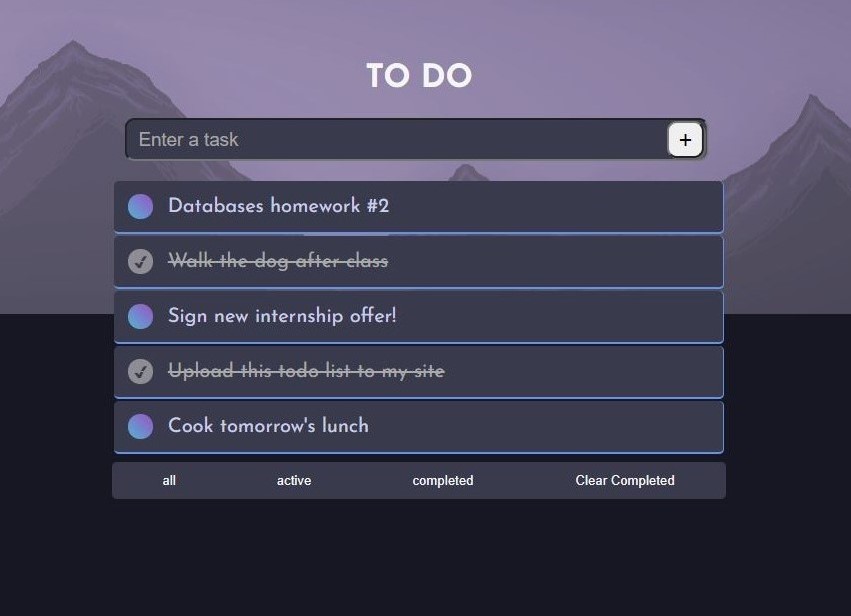 TO DO
Enter a task
+
Databases homework #2
Walk the dog after class
Sign new internship offer!
Upload this todo list to my site
Cook tomorrow's lunch
all active completed Clear Completed